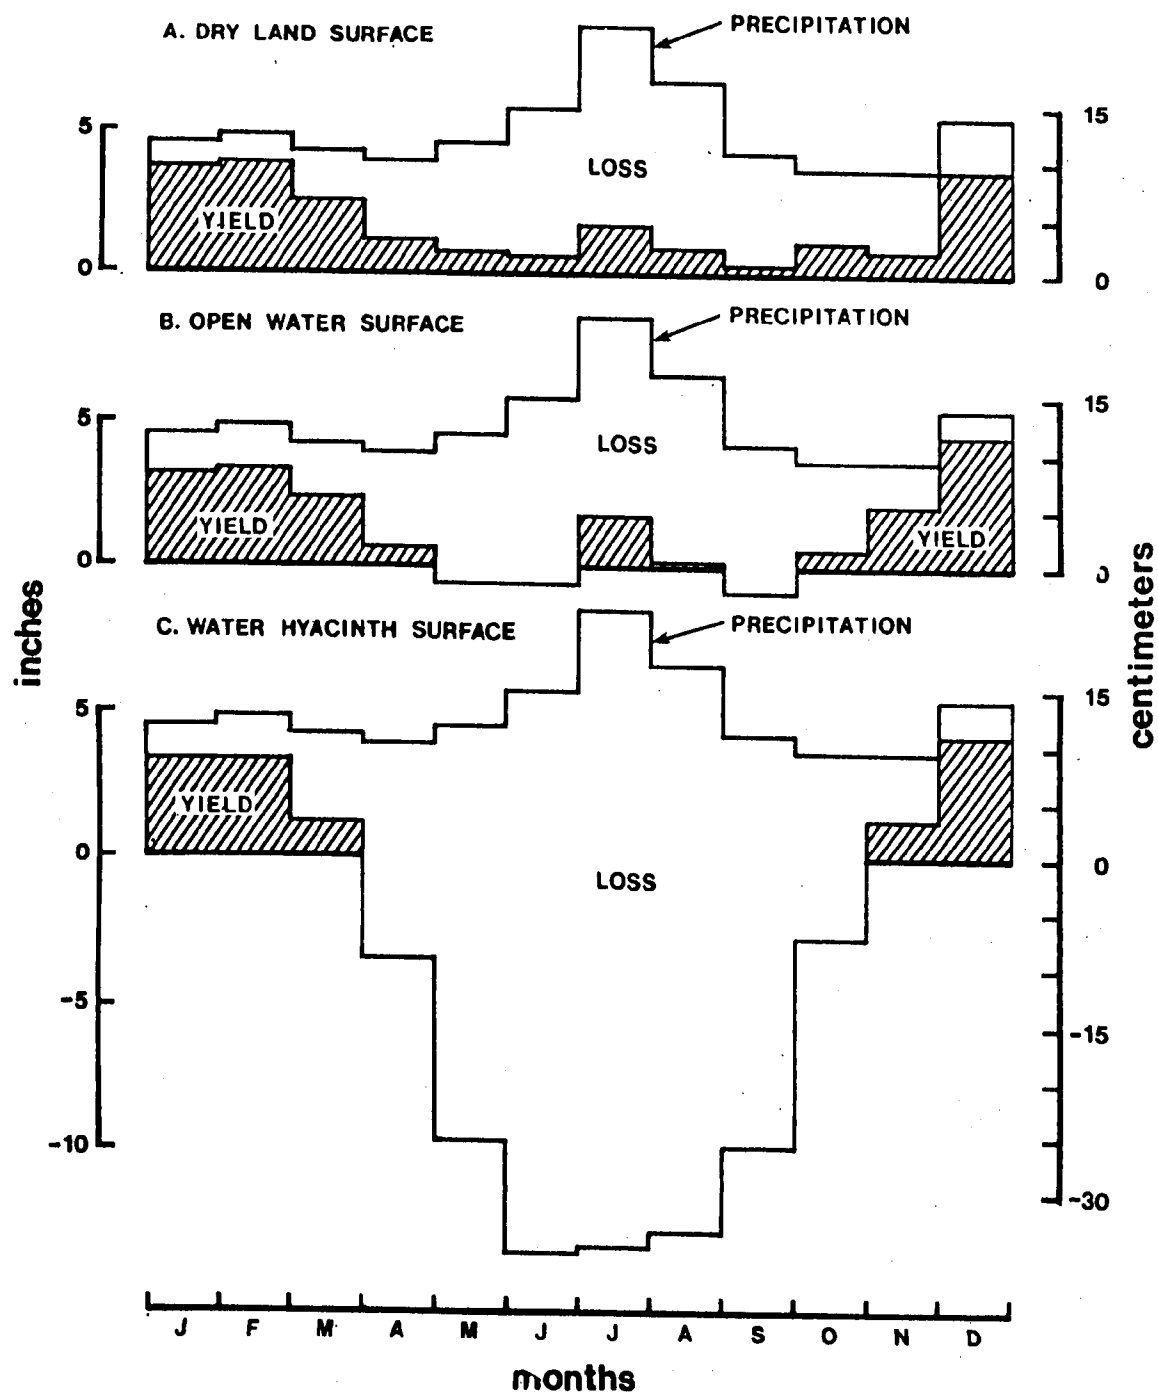 A. DRY LAND SURFACE
PRECIPITATION
5
15
LOSS
YIELD
0
0
B. OPEN WATER SURFACE
PRECIPITATION
5
15
LOSS
YIELD
YIELD
0
0
inches
centimeters
C. WATER HYACINTH SURFACE
PRECIPITATION
5
15
YIELD
0
0
LOSS
-5
-15
-10
-30
J F M A M J J A S O N D
months